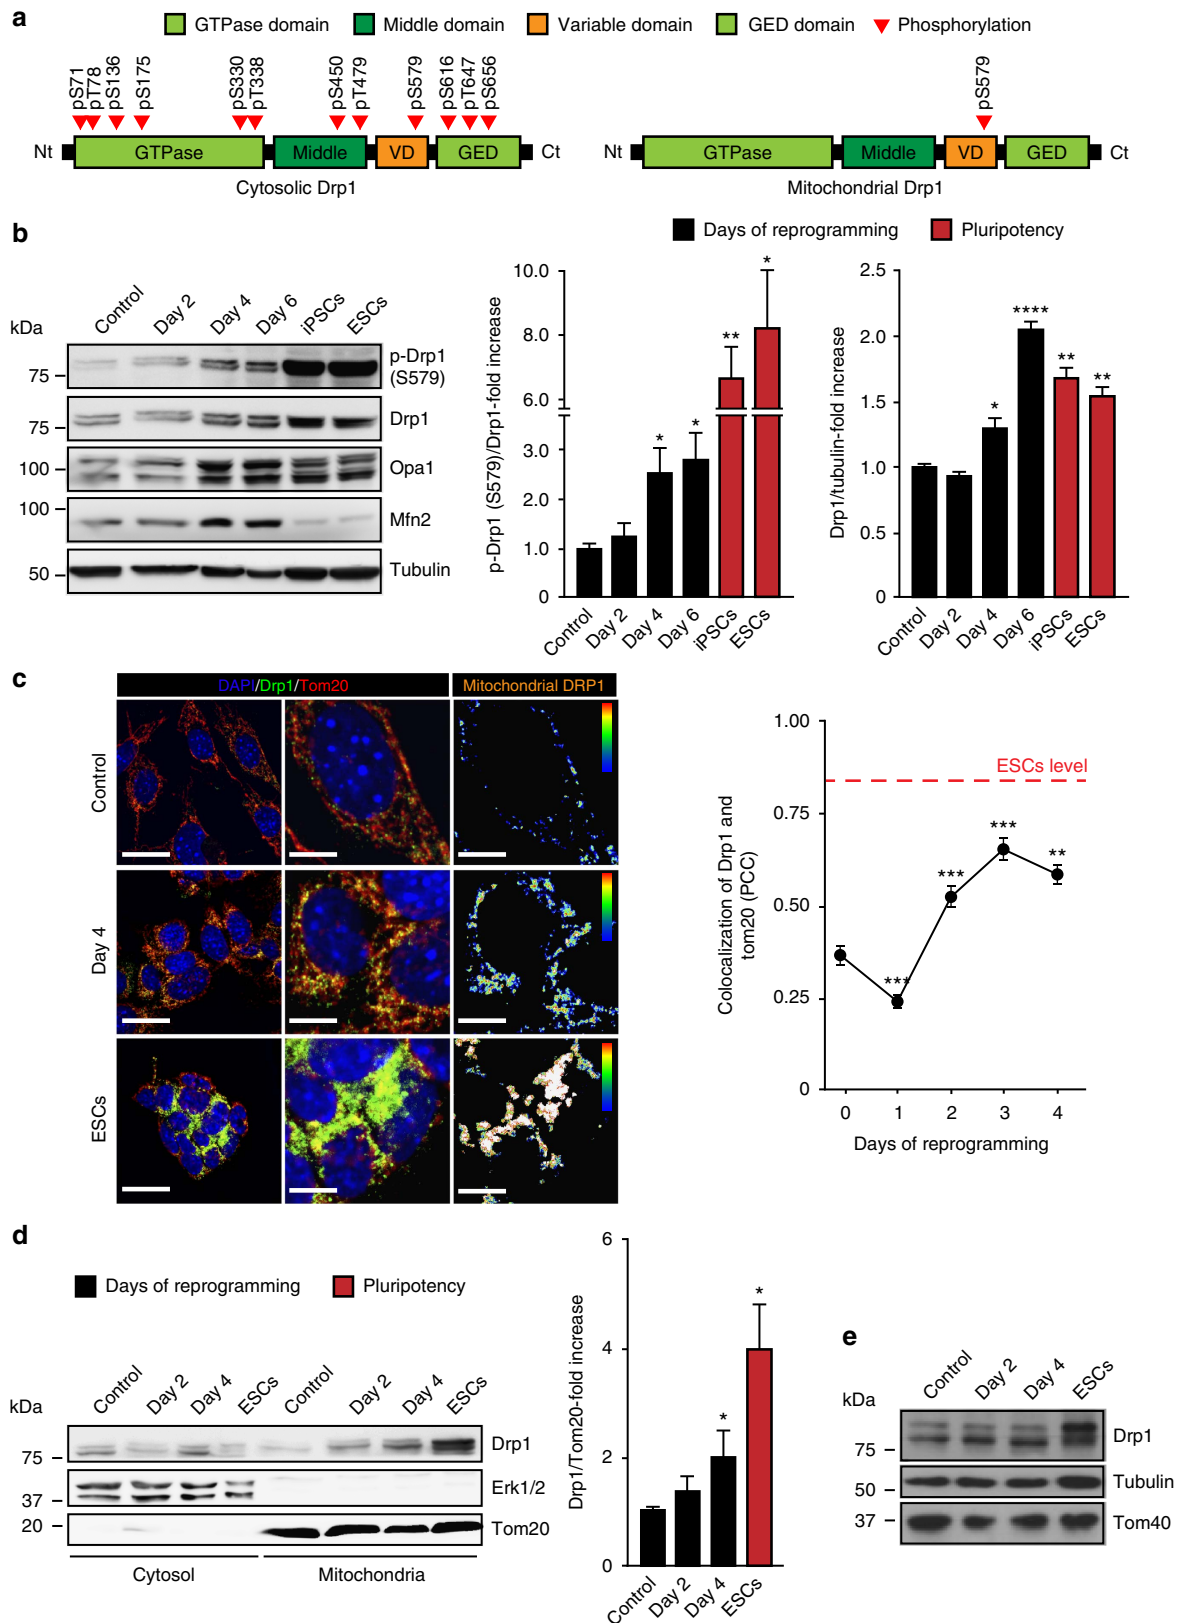 a
GTPase domain
Middle domain
Variable domain
GED domain
Phosphorylation
pS71
pT78
pS136
pS175
pS330
pT338
pS450
pT479
pS579
pS616
pT647
pS656
pS579
Nt
GTPase
Middle
VD
GED
Ct
Nt
GTPase
Middle
VD
GED
Ct
Cytosolic Drp1
Mitochondrial Drp1
b
Days of reprogramming
Pluripotency
kDa
Control
Day 2
Day 4
Day 6
iPSCs
ESCs
75
p-Drp1
(S579)
75
Drp1
100
Opa1
100
Mfn2
50
Tubulin
p-Drp1 (S579)/Drp1-fold increase
10.0
8.0
6.0
3.0
2.0
1.0
0
*
*
**
*
Control
Day 2
Day 4
Day 6
iPSCs
ESCs
Drp1/tubulin-fold increase
2.5
2.0
1.5
1.0
0.5
0
*
****
**
**
Control
Day 2
Day 4
Day 6
iPSCs
ESCs
c
DAPI/Drp1/Tom20
Mitochondrial DRP1
Control
Day 4
ESCs
Colocalization of Drp1 and
tom20 (PCC)
1.00
0.75
0.50
0.25
0
ESCs level
***
***
***
**
0
1
2
3
4
Days of reprogramming
d
Days of reprogramming
Pluripotency
kDa
Control
Day 2
Day 4
ESCs
Control
Day 2
Day 4
ESCs
75
Drp1
37
Erk1/2
20
Tom20
Cytosol
Mitochondria
Drp1/Tom20-fold increase
6
4
2
0
*
*
Control
Day 2
Day 4
ESCs
e
kDa
Control
Day 2
Day 4
ESCs
75
Drp1
50
Tubulin
37
Tom40